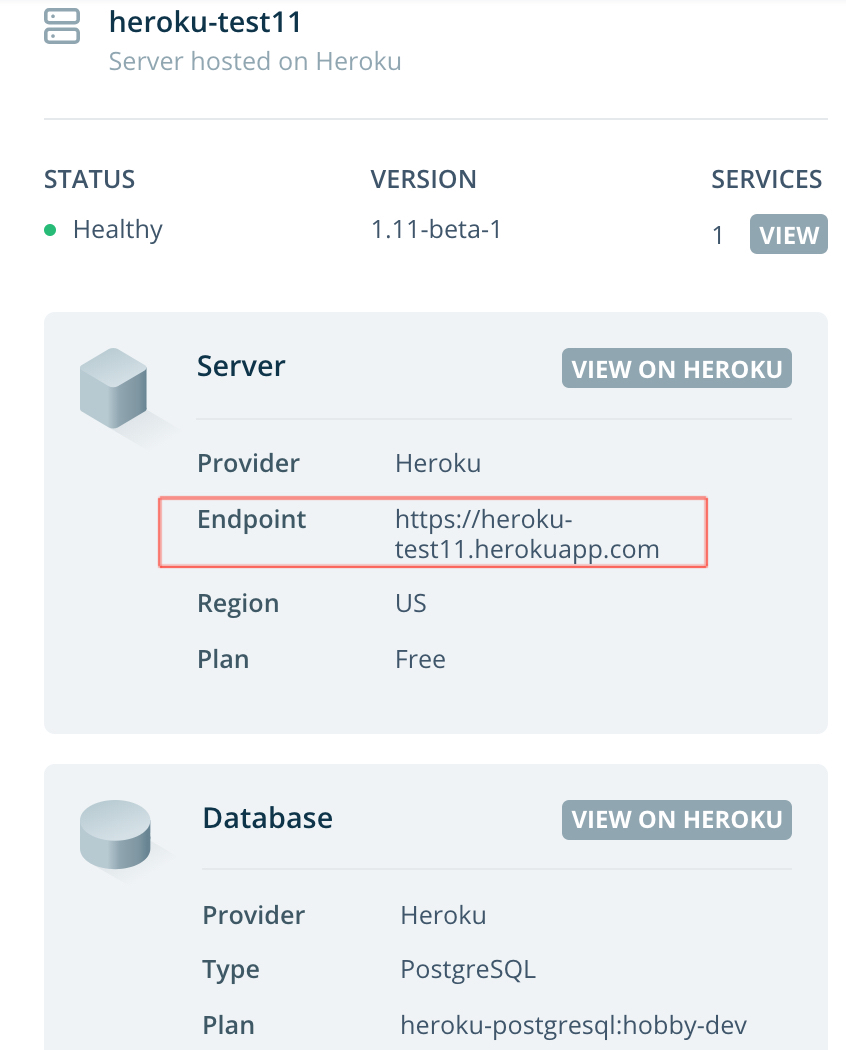 heroku-test11
Server hosted on Heroku
STATUS VERSION SERVICES
Healthy 1.11-beta-1 1 VIEW
Server VIEW ON HEROKU
Provider Heroku
Endpoint https://heroku-
test11.herokuapp.com
Region US
Plan Free
Database VIEW ON HEROKU
Provider Heroku
Type PostgreSQL
Plan heroku-postgresql:hobby-dev